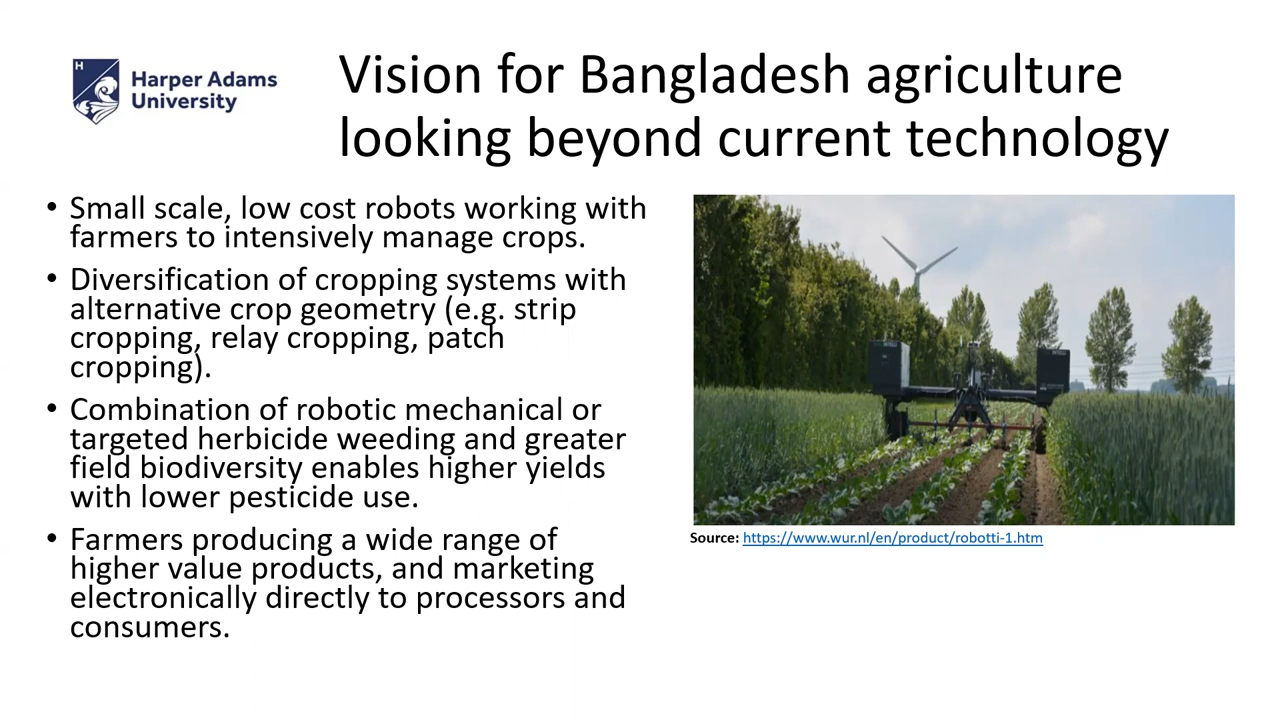 H
Harper Adams
University
Vision for Bangladesh agriculture
looking beyond current technology
• Small scale, low cost robots working with
farmers to intensively manage crops.
• Diversification of cropping systems with
alternative crop geometry (e.g. strip
cropping, relay cropping, patch
cropping).
• Combination of robotic mechanical or
targeted herbicide weeding and greater
field biodiversity enables higher yields
with lower pesticide use.
• Farmers producing a wide range of
higher value products, and marketing
electronically directly to processors and
consumers.
Source: https://www.wur.nl/en/product/robotti-1.htm